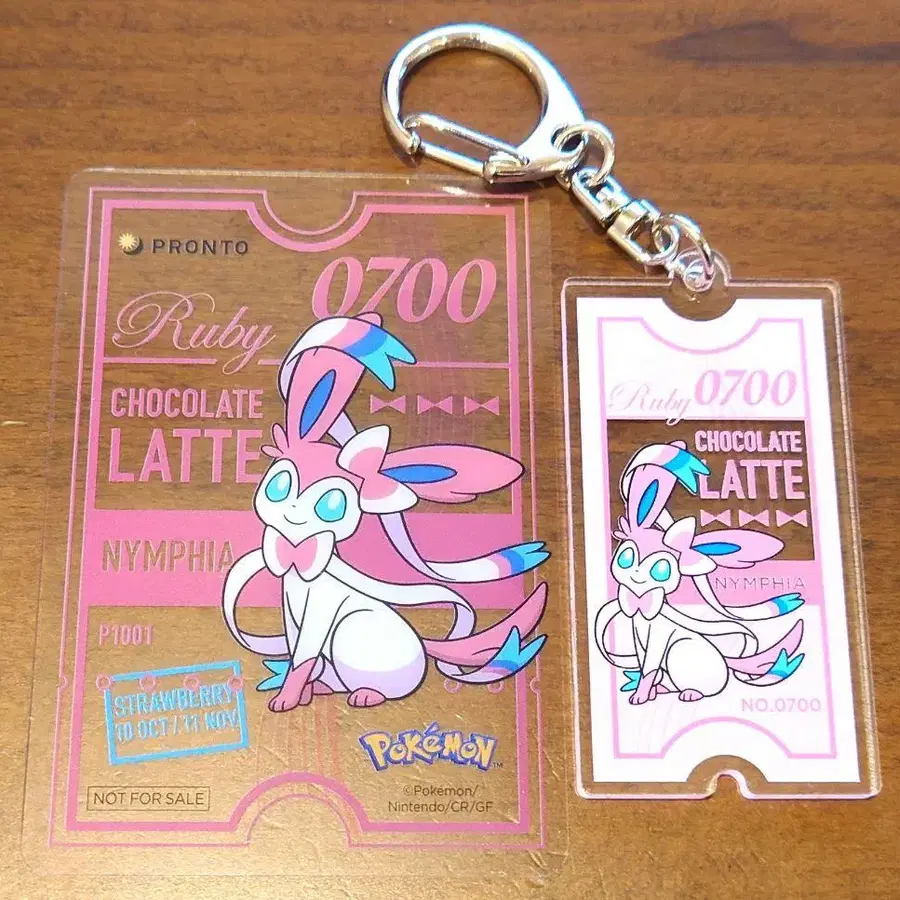 PRONTO
0700
Ruby
CHOCOLATE
LATTE
NYMPHIA
P1001
STRAWBERRY
10 OCT / 11 NOV
POKéMON™
NOT FOR SALE
©Pokémon/
Nintendo/CR/GF
Ruby 0700
CHOCOLATE
LATTE
NYMPHIA
NO.0700